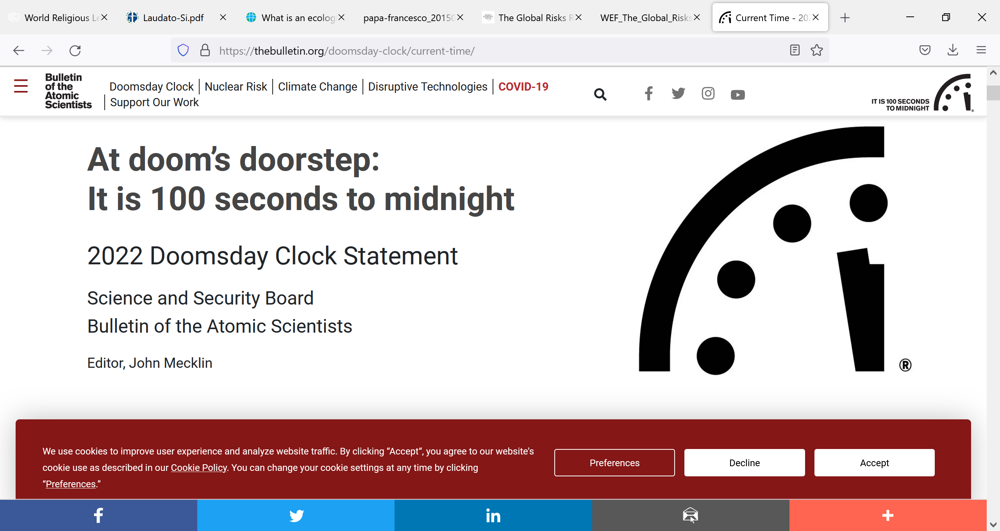 World Religious Le
Laudato-Si.pdf
What is an ecolog
papa-francesco_20150
The Global Risks R
WEF_The_Global_Risks
Current Time - 202
https://thebulletin.org/doomsday-clock/current-time/
Bulletin
of the
Atomic
Scientists
Doomsday Clock
Nuclear Risk
Climate Change
Disruptive Technologies
COVID-19
Support Our Work
IT IS 100 SECONDS
TO MIDNIGHT
®
At doom’s doorstep:
It is 100 seconds to midnight
2022 Doomsday Clock Statement
Science and Security Board
Bulletin of the Atomic Scientists
Editor, John Mecklin
®
We use cookies to improve user experience and analyze website traffic. By clicking “Accept“, you agree to our website's
cookie use as described in our Cookie Policy. You can change your cookie settings at any time by clicking
“Preferences.”
Preferences
Decline
Accept